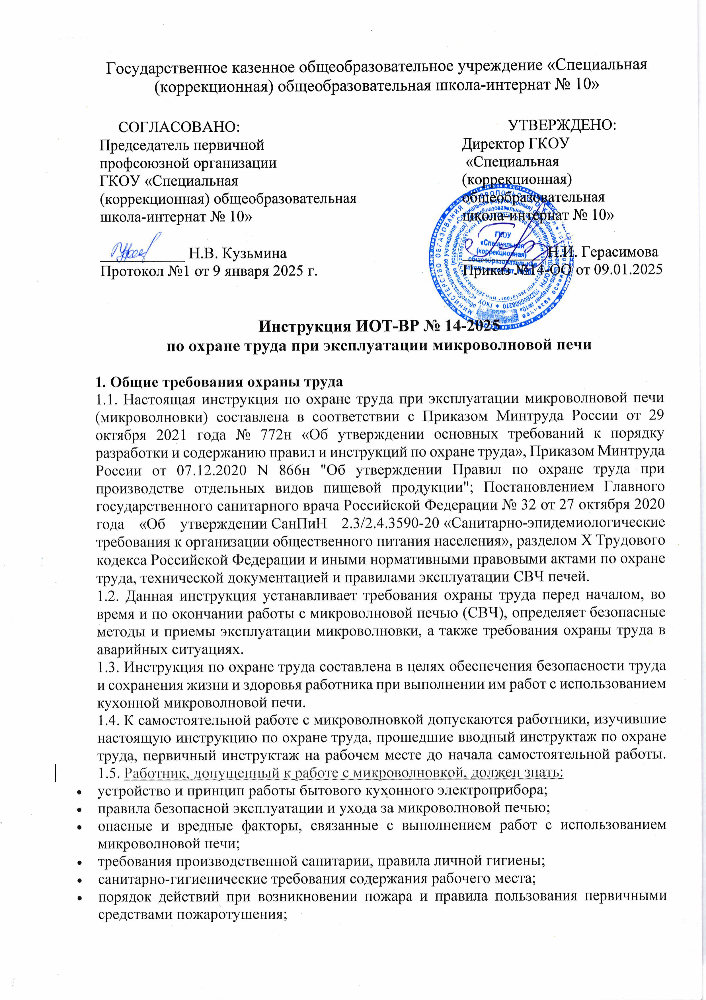 Государственное казенное общеобразовательное учреждение «Специальная
(коррекционная) общеобразовательная школа-интернат № 10»
СОГЛАСОВАНО:
Председатель первичной
профсоюзной организации
ГКОУ «Специальная
(коррекционная) общеобразовательная
школа-интернат № 10»
Н.В. Кузьмина
Протокол №1 от 9 января 2025 г.
УТВЕРЖДЕНО:
Директор ГКОУ
«Специальная
(коррекционная)
общеобразовательная
школа-интернат № 10»
Н.И. Герасимова
Приказ №14-ОО от 09.01.2025
ГКОУ
«Специальная
(коррекционная)
общеобразовательная
школа-интернат №10»
Инструкция ИОТ-ВР № 14-2025
по охране труда при эксплуатации микроволновой печи
1. Общие требования охраны труда
1.1. Настоящая инструкция по охране труда при эксплуатации микроволновой печи
(микроволновки) составлена в соответствии с Приказом Минтруда России от 29
октября 2021 года № 772н «Об утверждении основных требований к порядку
разработки и содержанию правил и инструкций по охране труда», Приказом Минтруда
России от 07.12.2020 N 866н "Об утверждении Правил по охране труда при
производстве отдельных видов пищевой продукции"; Постановлением Главного
государственного санитарного врача Российской Федерации № 32 от 27 октября 2020
года «Об утверждении СанПиН 2.3/2.4.3590-20 «Санитарно-эпидемиологические
требования к организации общественного питания населения», разделом X Трудового
кодекса Российской Федерации и иными нормативными правовыми актами по охране
труда, технической документацией и правилами эксплуатации СВЧ печей.
1.2. Данная инструкция устанавливает требования охраны труда перед началом, во
время и по окончании работы с микроволновой печью (СВЧ), определяет безопасные
методы и приемы эксплуатации микроволновки, а также требования охраны труда в
аварийных ситуациях.
1.3. Инструкция по охране труда составлена в целях обеспечения безопасности труда
и сохранения жизни и здоровья работника при выполнении им работ с использованием
кухонной микроволновой печи.
1.4. К самостоятельной работе с микроволновкой допускаются работники, изучившие
настоящую инструкцию по охране труда, прошедшие вводный инструктаж по охране
труда, первичный инструктаж на рабочем месте до начала самостоятельной работы.
1.5. Работник, допущенный к работе с микроволновкой, должен знать:
• устройство и принцип работы бытового кухонного электроприбора;
• правила безопасной эксплуатации и ухода за микроволновой печью;
• опасные и вредные факторы, связанные с выполнением работ с использованием
микроволновой печи;
• требования производственной санитарии, правила личной гигиены;
• санитарно-гигиенические требования содержания рабочего места;
• порядок действий при возникновении пожара и правила пользования первичными
средствами пожаротушения;